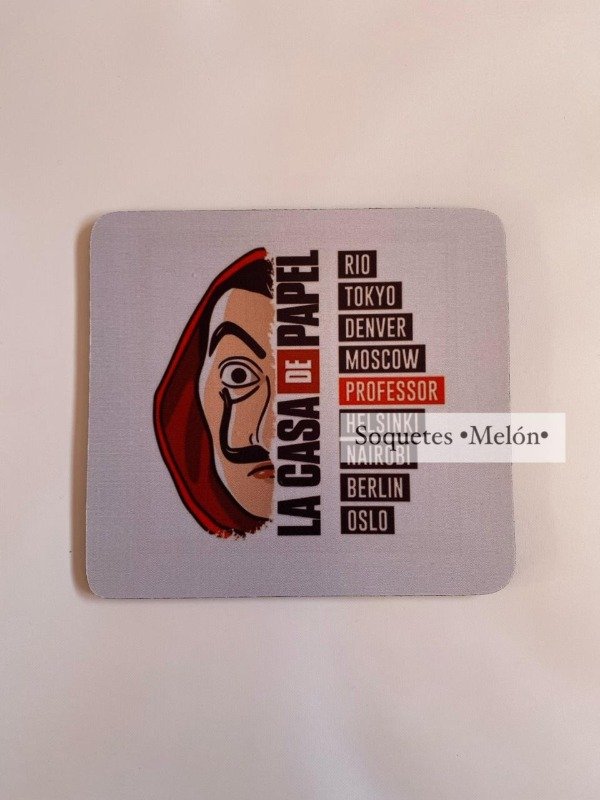 LA CASA DE PAPEL
RIO
TOKYO
DENVER
MOSCOW
PROFESSOR
HELSINKI
NAIROBI
BERLIN
OSLO
Soquetes •Melón•